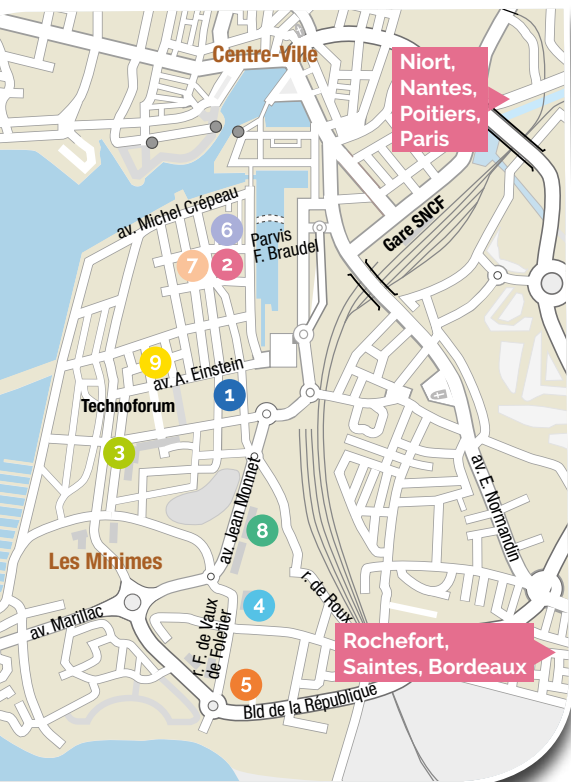 Centre-Ville
Niort,
Nantes,
Poitiers,
Paris
av. Michel Crépeau
6
Parvis
F. Braudel
Gare SNCF
7
2
9
av. A. Einstein
1
Technoforum
3
av. Jean Monnet
av. E. Normandin
8
Les Minimes
4
r. de Roux
av. Marillac
r. F. de Vaux
de Foletier
Rochefort,
Saintes, Bordeaux
5
Bld de la République